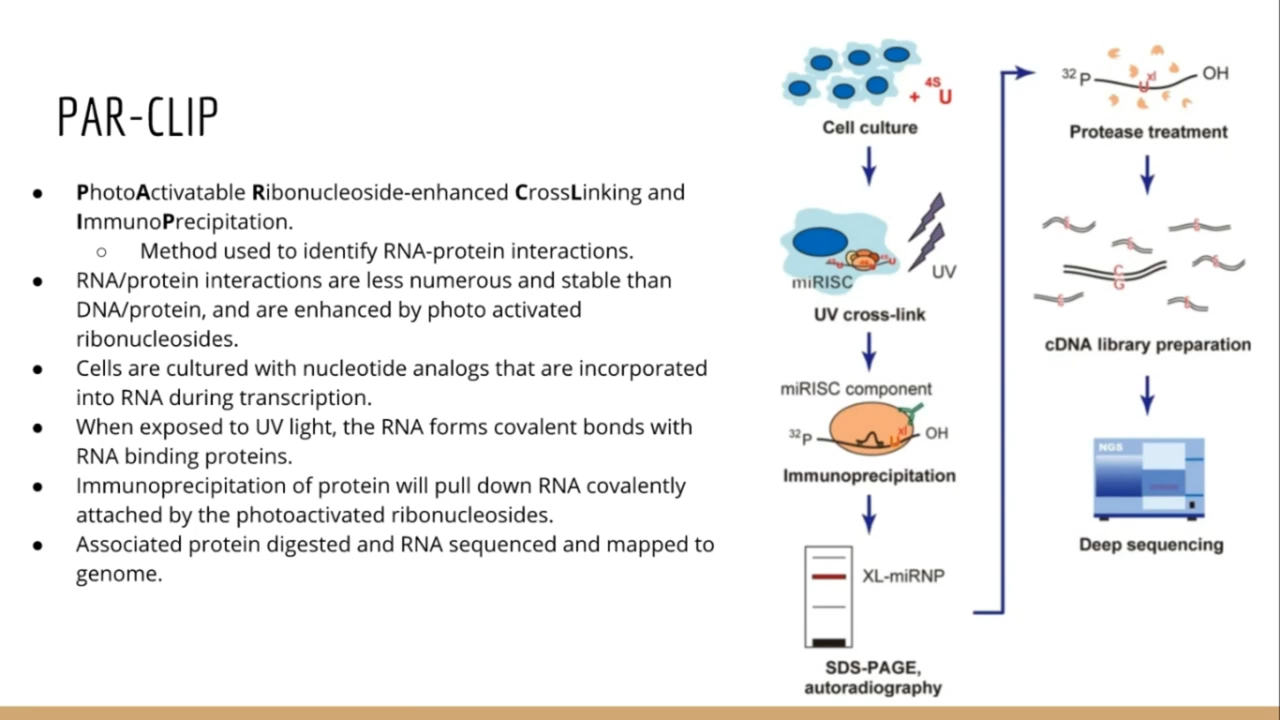 PAR-CLIP
● PhotoActivatable Ribonucleoside-enhanced CrossLinking and
ImmunoPrecipitation.
○ Method used to identify RNA-protein interactions.
● RNA/protein interactions are less numerous and stable than
DNA/protein, and are enhanced by photo activated
ribonucleosides.
● Cells are cultured with nucleotide analogs that are incorporated
into RNA during transcription.
● When exposed to UV light, the RNA forms covalent bonds with
RNA binding proteins.
● Immunoprecipitation of protein will pull down RNA covalently
attached by the photoactivated ribonucleosides.
● Associated protein digested and RNA sequenced and mapped to
genome.
+ 4SU
Cell culture
UV
miRISC
UV cross-link
miRISC component
32P U xl OH
Immunoprecipitation
XL-miRNP
SDS-PAGE,
autoradiography
32P U xl OH
Protease treatment
C
G
cDNA library preparation
NGS
Deep sequencing